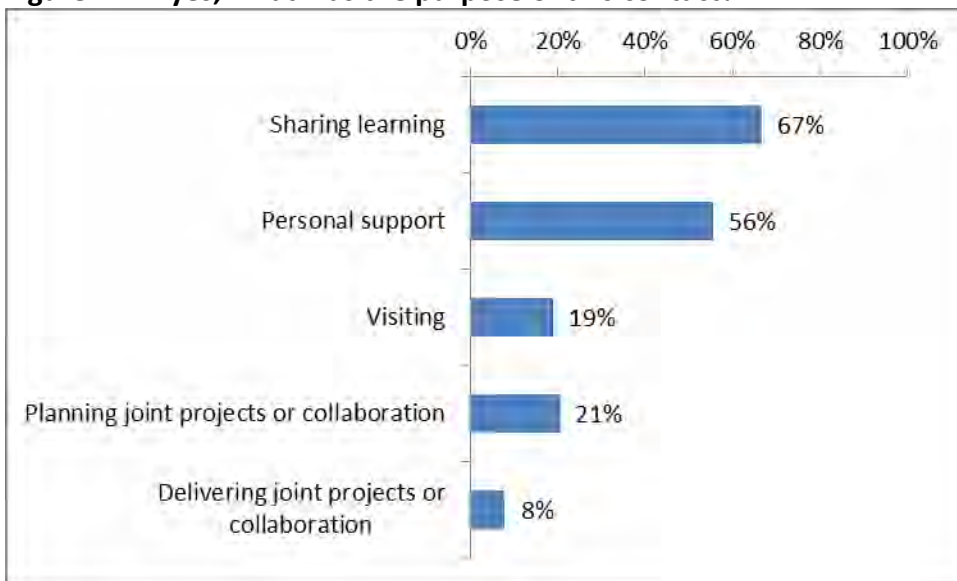 0% 20% 40% 60% 80% 100%
Sharing learning 67%
Personal support 56%
Visiting 19%
Planning joint projects or collaboration 21%
Delivering joint projects or
collaboration 8%